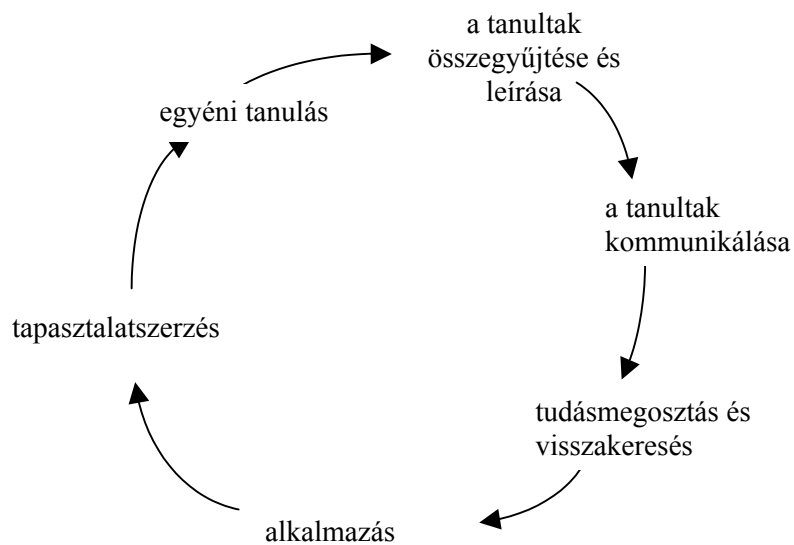 a tanultak
összegyűjtése és
leírása
egyéni tanulás
a tanultak
kommunikálása
tapasztalatszerzés
tudásmegosztás és
visszakeresés
alkalmazás